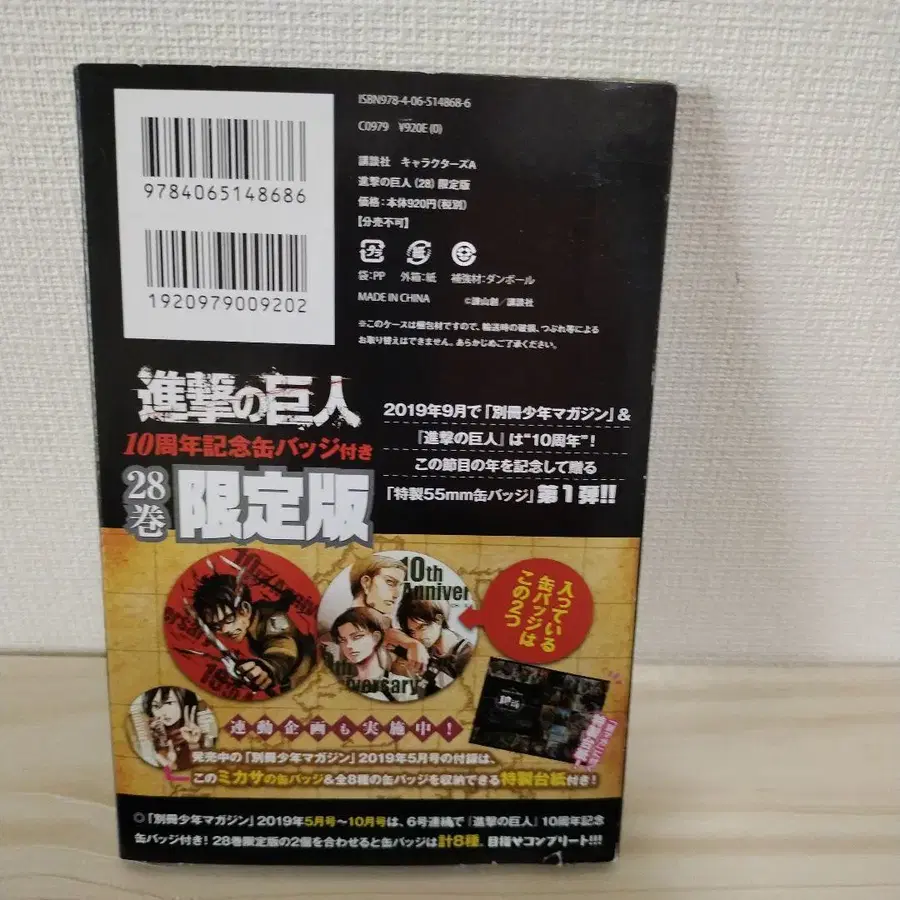 ISBN978-4-06-514868-6
C0979 ¥920E (0)
9784065148686
1920979009202
講談社 キャラクターズA
進撃の巨人 (28) 限定版
価格:本体920円(税別)
【分売不可】
プラ
紙
袋:PP 外箱:紙 補強材:ダンボール
MADE IN CHINA ©諫山創/講談社
※このケースは梱包材ですので、輸送時の破損、つぶれ等による
お取り替えはできません。あらかじめご了承ください。
進撃の巨人
10周年記念缶バッジ付き
28巻 限定版
2019年9月で「別冊少年マガジン」&
『進撃の巨人』は"10周年"!
この節目の年を記念して贈る
「特製55mm缶バッジ」第1弾!!
10th
Anniver
versary
入っている
缶バッジは
この2つ
連動企画も実施中!
発売中の「別冊少年マガジン」2019年5月号の付録は、
このミカサの缶バッジ&全8種の缶バッジを収納できる特製台紙付き!
◎「別冊少年マガジン」2019年5月号〜10月号は、6号連続で『進撃の巨人』10周年記念
缶バッジ付き! 28巻限定版の2個を合わせると缶バッジは計8種。目指せコンプリート!!!